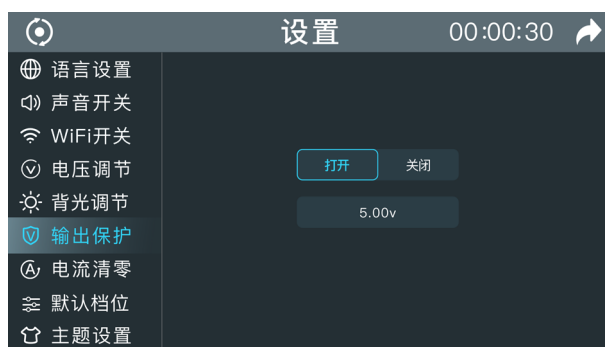 设置
00:00:30
语言设置
声音开关
WiFi开关
电压调节
背光调节
输出保护
电流清零
默认档位
主题设置
打开
关闭
5.00v